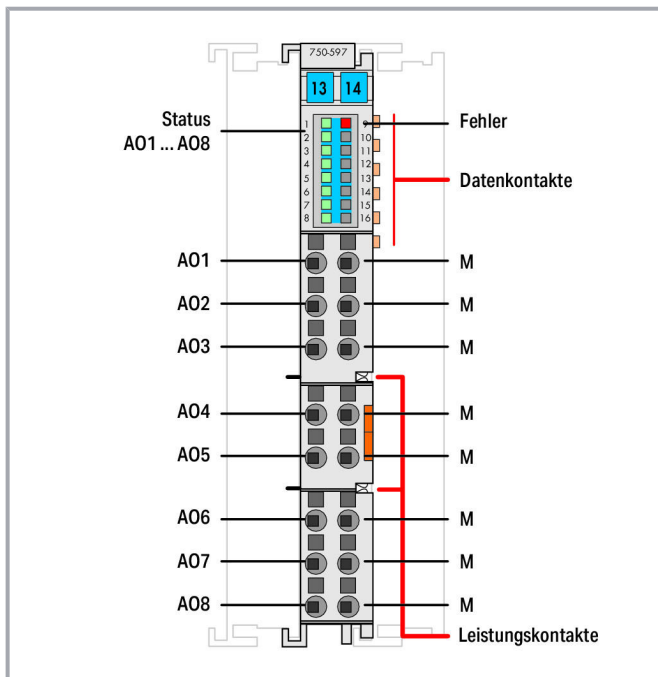 750-597
13 14
Status
AO1 ... AO8
Fehler
1 9
2 10
3 11
4 12
5 13
6 14
7 15
8 16
Datenkontakte
AO1 M
AO2 M
AO3 M
AO4 M
AO5 M
AO6 M
AO7 M
AO8 M
Leistungskontakte